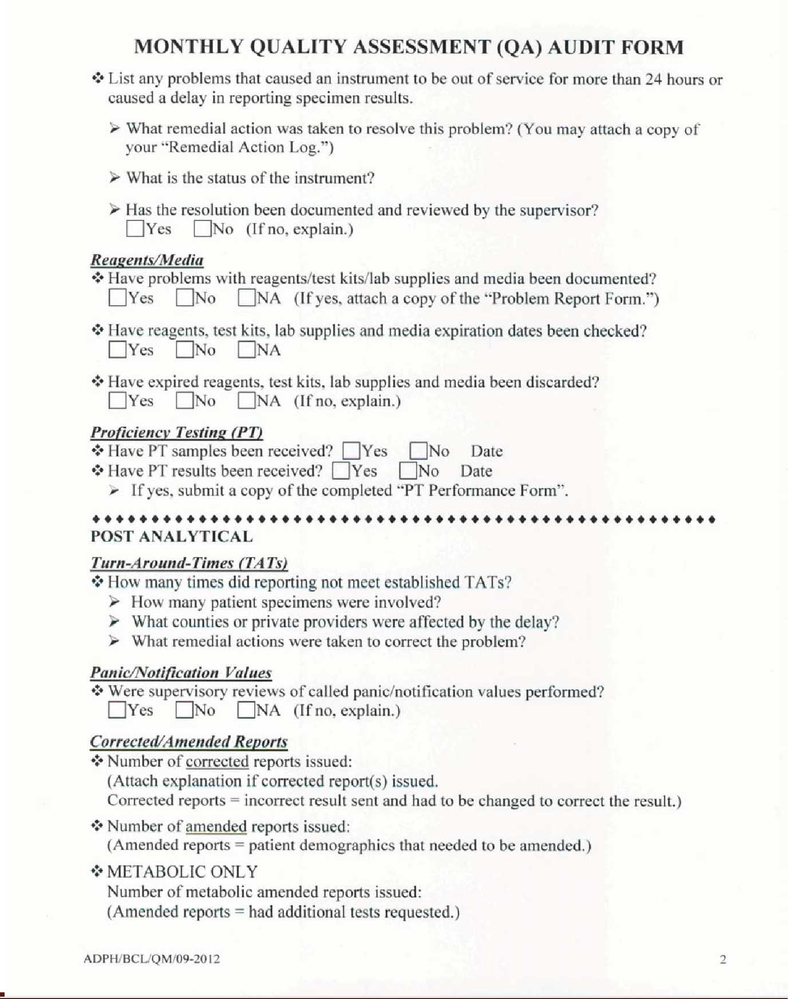 MONTHLY QUALITY ASSESSMENT (QA) AUDIT FORM
❖ List any problems that caused an instrument to be out of service for more than 24 hours or
caused a delay in reporting specimen results.
➢ What remedial action was taken to resolve this problem? (You may attach a copy of
your “Remedial Action Log.”)
➢ What is the status of the instrument?
➢ Has the resolution been documented and reviewed by the supervisor?
☐Yes ☐No (If no, explain.)
Reagents/Media
❖ Have problems with reagents/test kits/lab supplies and media been documented?
☐Yes ☐No ☐NA (If yes, attach a copy of the “Problem Report Form.”)
❖ Have reagents, test kits, lab supplies and media expiration dates been checked?
☐Yes ☐No ☐NA
❖ Have expired reagents, test kits, lab supplies and media been discarded?
☐Yes ☐No ☐NA (If no, explain.)
Proficiency Testing (PT)
❖ Have PT samples been received? ☐Yes ☐No Date
❖ Have PT results been received? ☐Yes ☐No Date
➢ If yes, submit a copy of the completed “PT Performance Form”.
POST ANALYTICAL
Turn-Around-Times (TATs)
❖ How many times did reporting not meet established TATs?
➢ How many patient specimens were involved?
➢ What counties or private providers were affected by the delay?
➢ What remedial actions were taken to correct the problem?
Panic/Notification Values
❖ Were supervisory reviews of called panic/notification values performed?
☐Yes ☐No ☐NA (If no, explain.)
Corrected/Amended Reports
❖ Number of corrected reports issued:
(Attach explanation if corrected report(s) issued.
Corrected reports = incorrect result sent and had to be changed to correct the result.)
❖ Number of amended reports issued:
(Amended reports = patient demographics that needed to be amended.)
❖ METABOLIC ONLY
Number of metabolic amended reports issued:
(Amended reports = had additional tests requested.)
ADPH/BCL/QM/09-2012 2